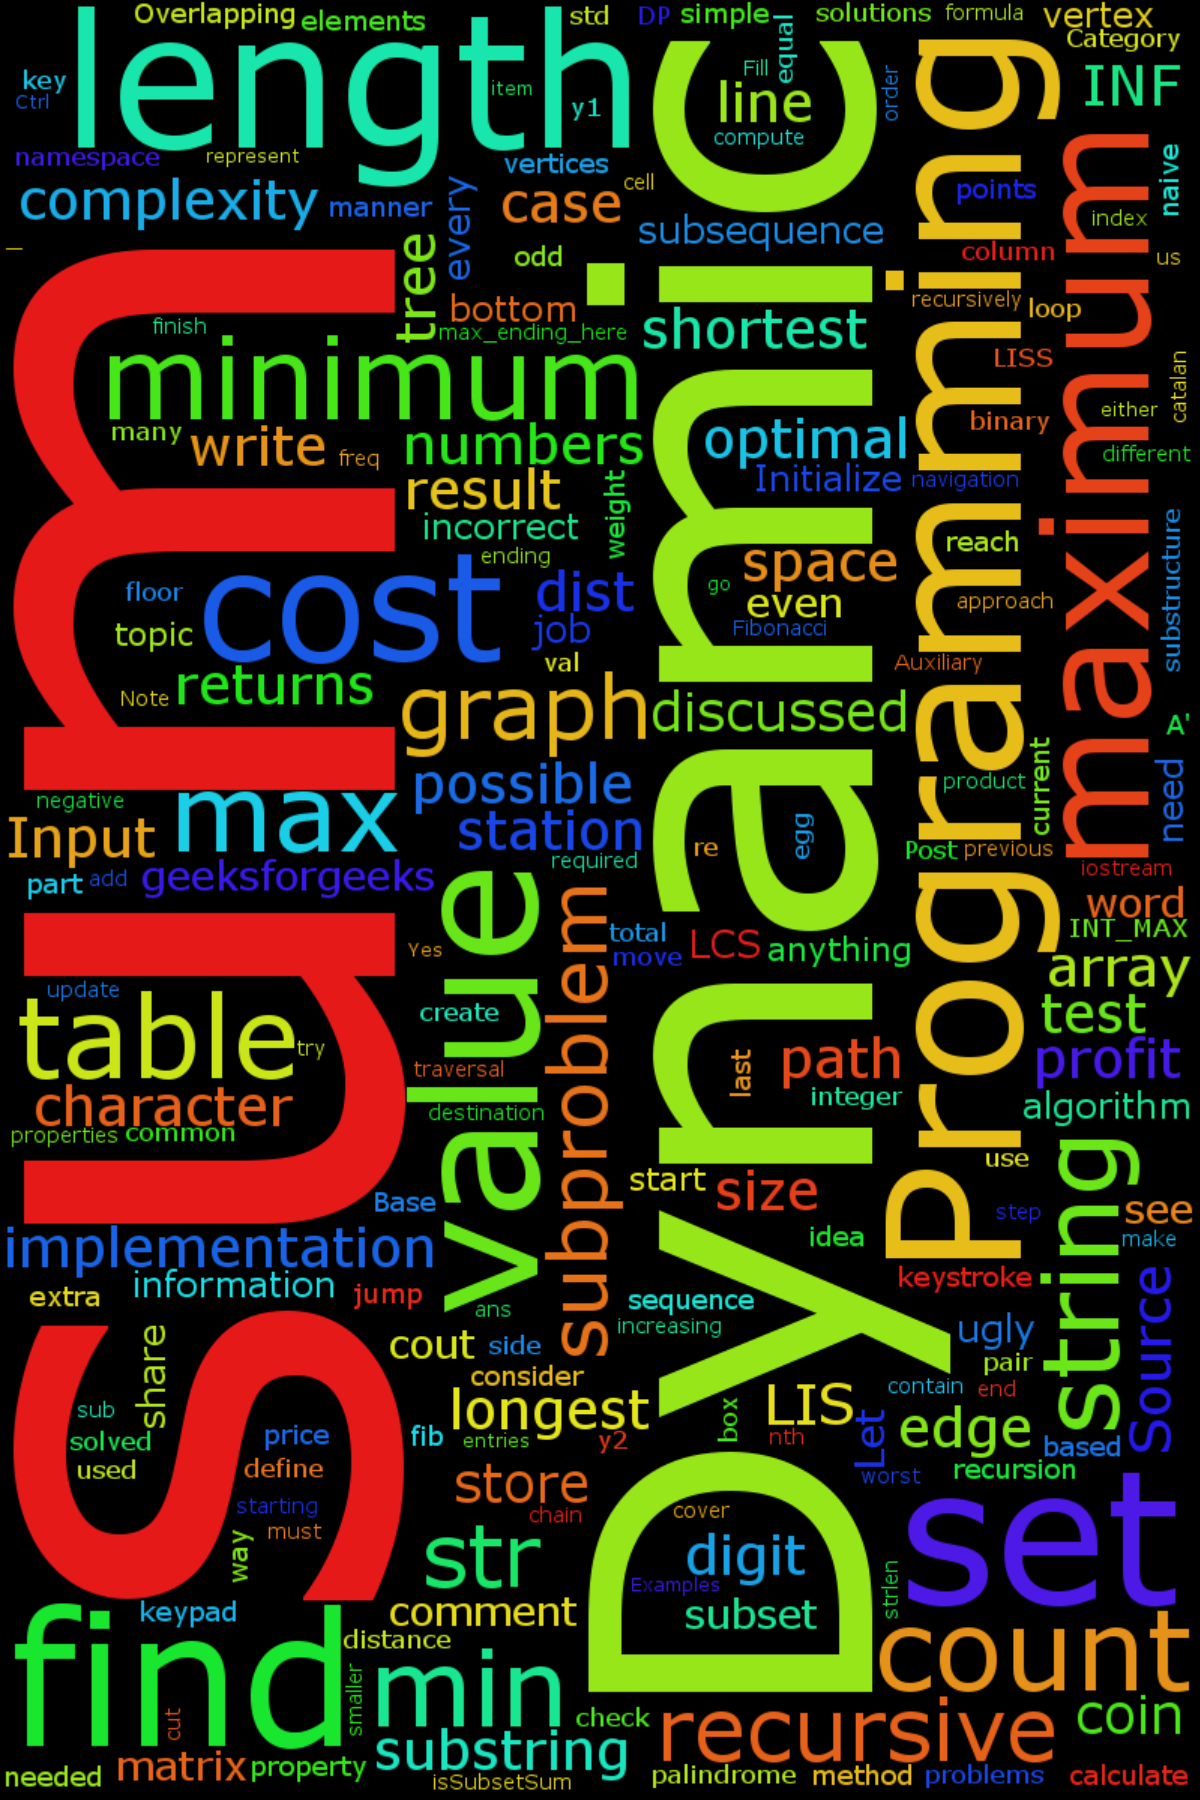 Overlapping
elements
std
DP
simple
solutions
formula
vertex
length
equal
Category
key
Ctrl
item
y1
Fill
line
compute
order
INF
namespace
represent
vertices
cell
complexity
manner
every
case
subsequence
points
naive
index
_
tree
odd
column
us
bottom
recursively
loop
finish
max_ending_here
shortest
LISS
minimum
catalan
many
write
freq
numbers
optimal
binary
either
different
result
Initialize
navigation
incorrect
weight
ending
reach
space
substructure
floor
cost
dist
go
even
approach
topic
job
Fibonacci
val
Auxiliary
Note
returns
graph
discussed
A'
sum
Dynamic
Programming
maximum
negative
max
possible
product
current
need
Input
station
egg
required
re
Post
previous
iostream
part
add
geeksforgeeks
word
value
subproblem
total
move
LCS
anything
INT_MAX
Yes
array
update
table
try
create
test
traversal
last
path
profit
character
destination
integer
algorithm
properties
common
use
start
size
Base
step
string
see
make
implementation
idea
information
keystroke
extra
jump
ans
sequence
increasing
ugly
Source
share
cout
side
pair
consider
contain
end
sub
longest
box
LIS
solved
price
fib
entries
y2
nth
Let
edge
based
used
define
store
worst
recursion
starting
chain
cover
set
must
way
str
digit
Examples
strlen
keypad
comment
subset
find
distance
count
smaller
min
check
cut
recursive
coin
matrix
property
substring
needed
isSubsetSum
palindrome
method
problems
calculate